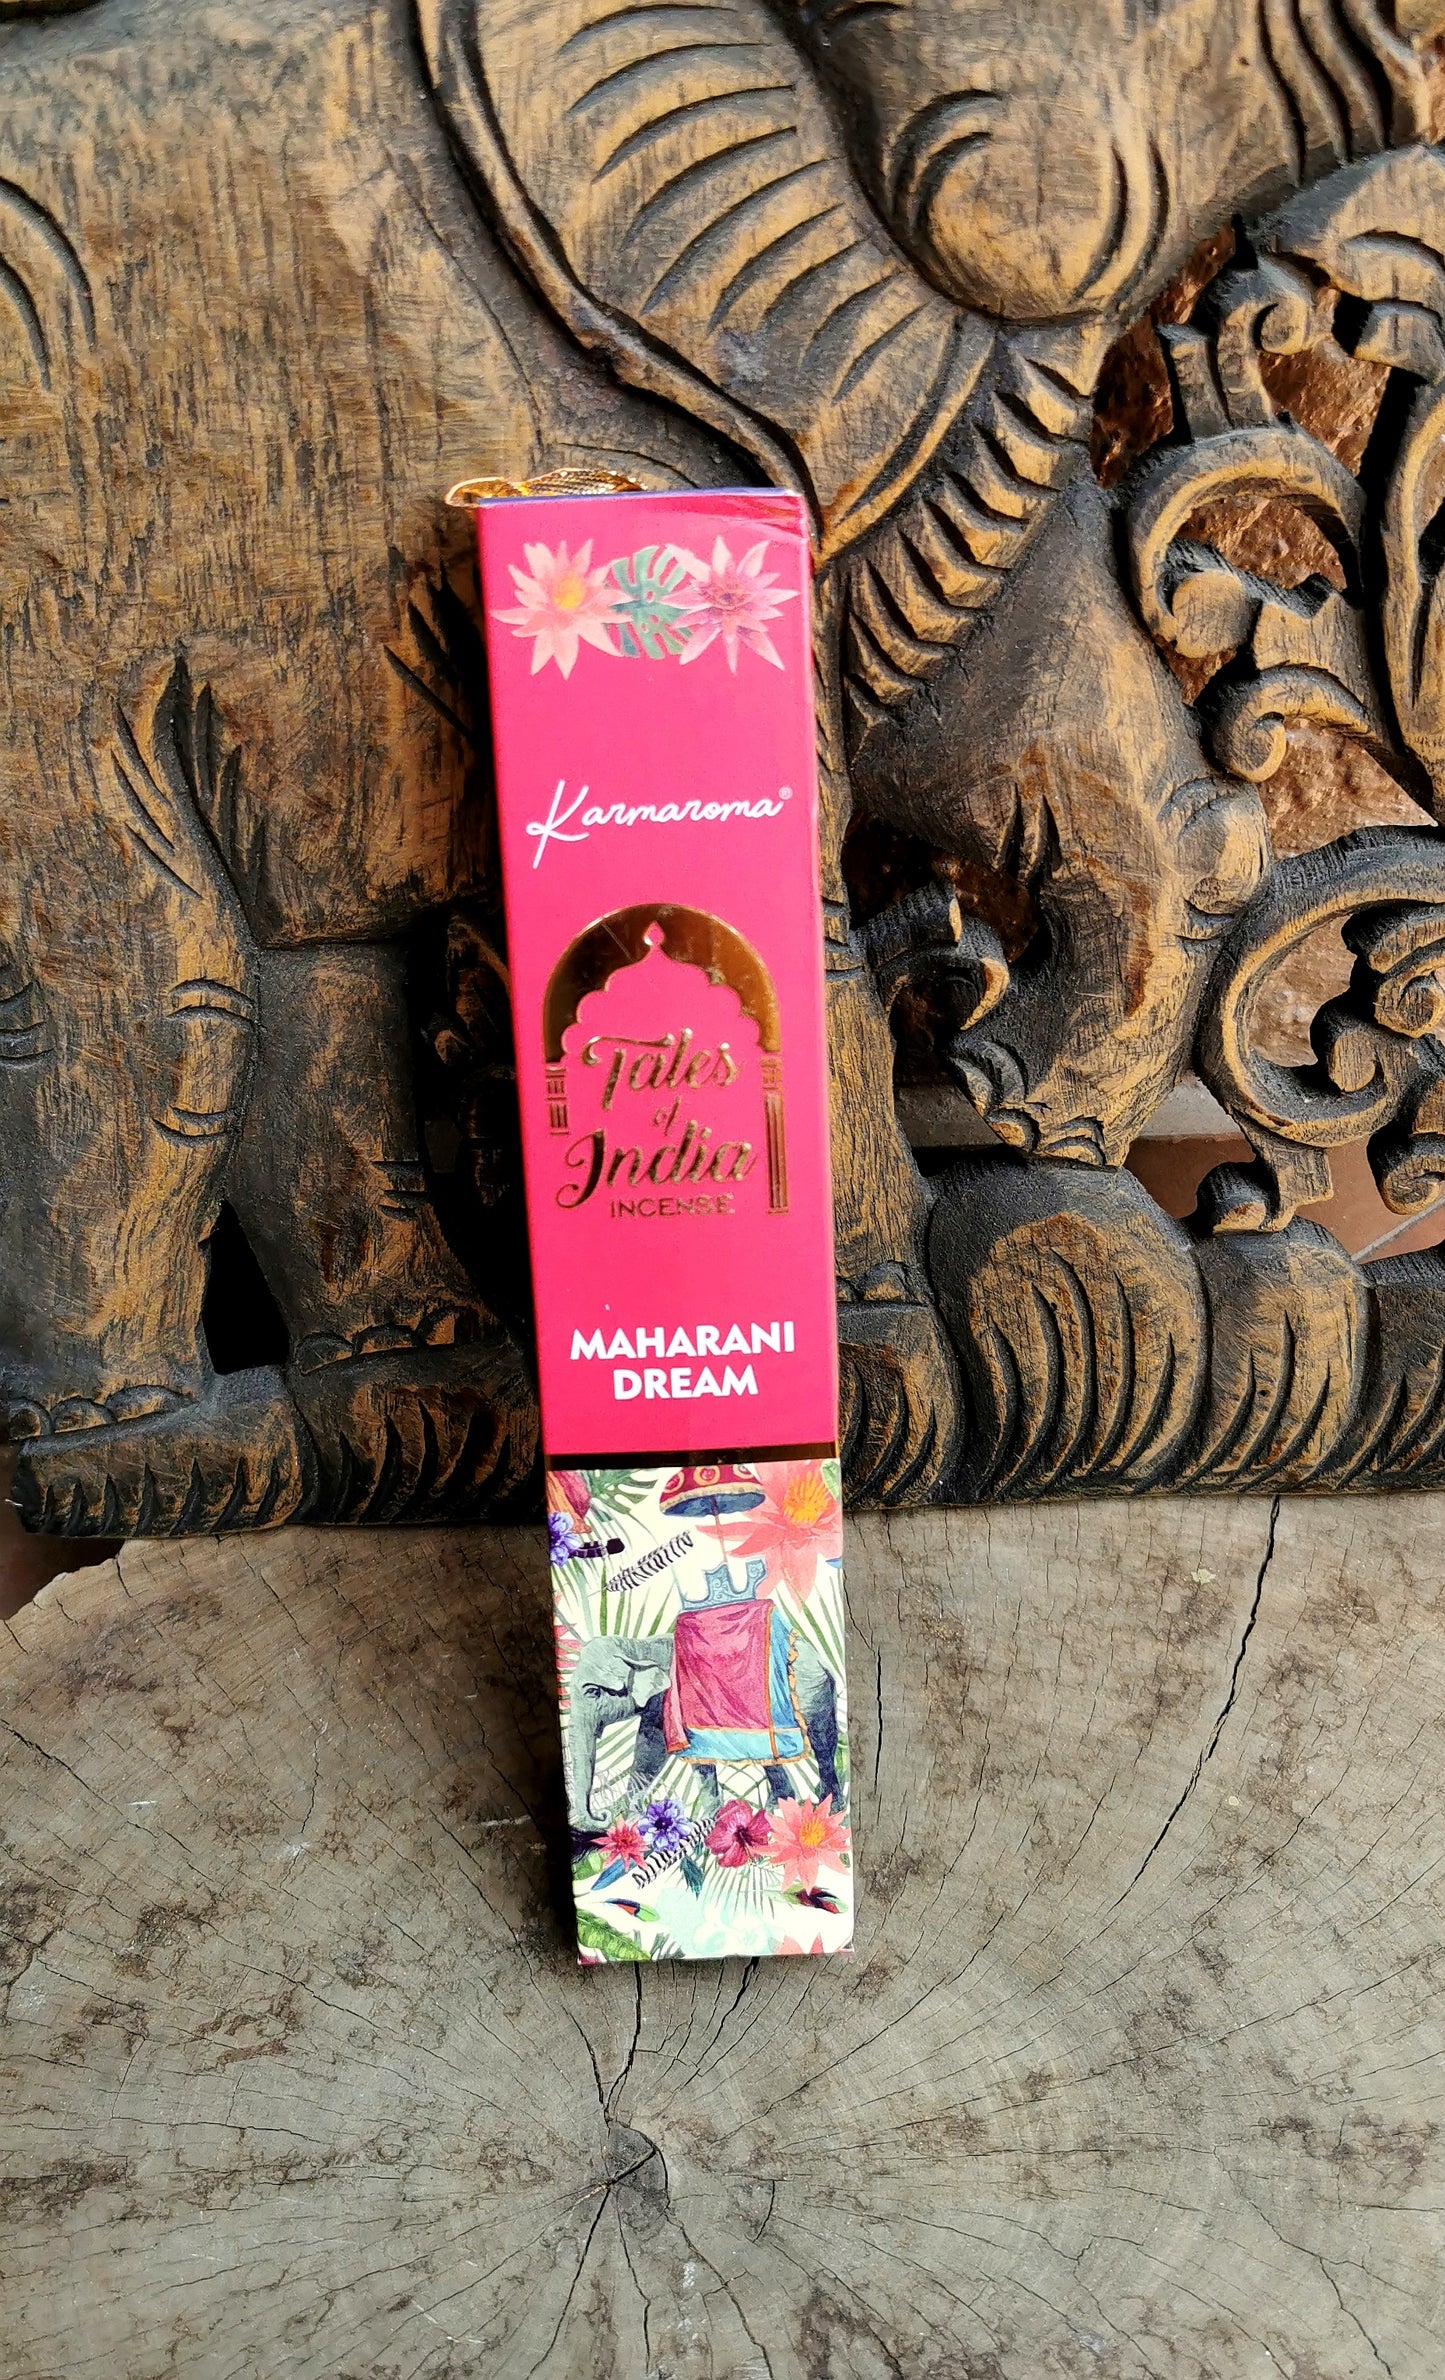 Karmaroma®
Tales
of
India
INCENSE
MAHARANI
DREAM